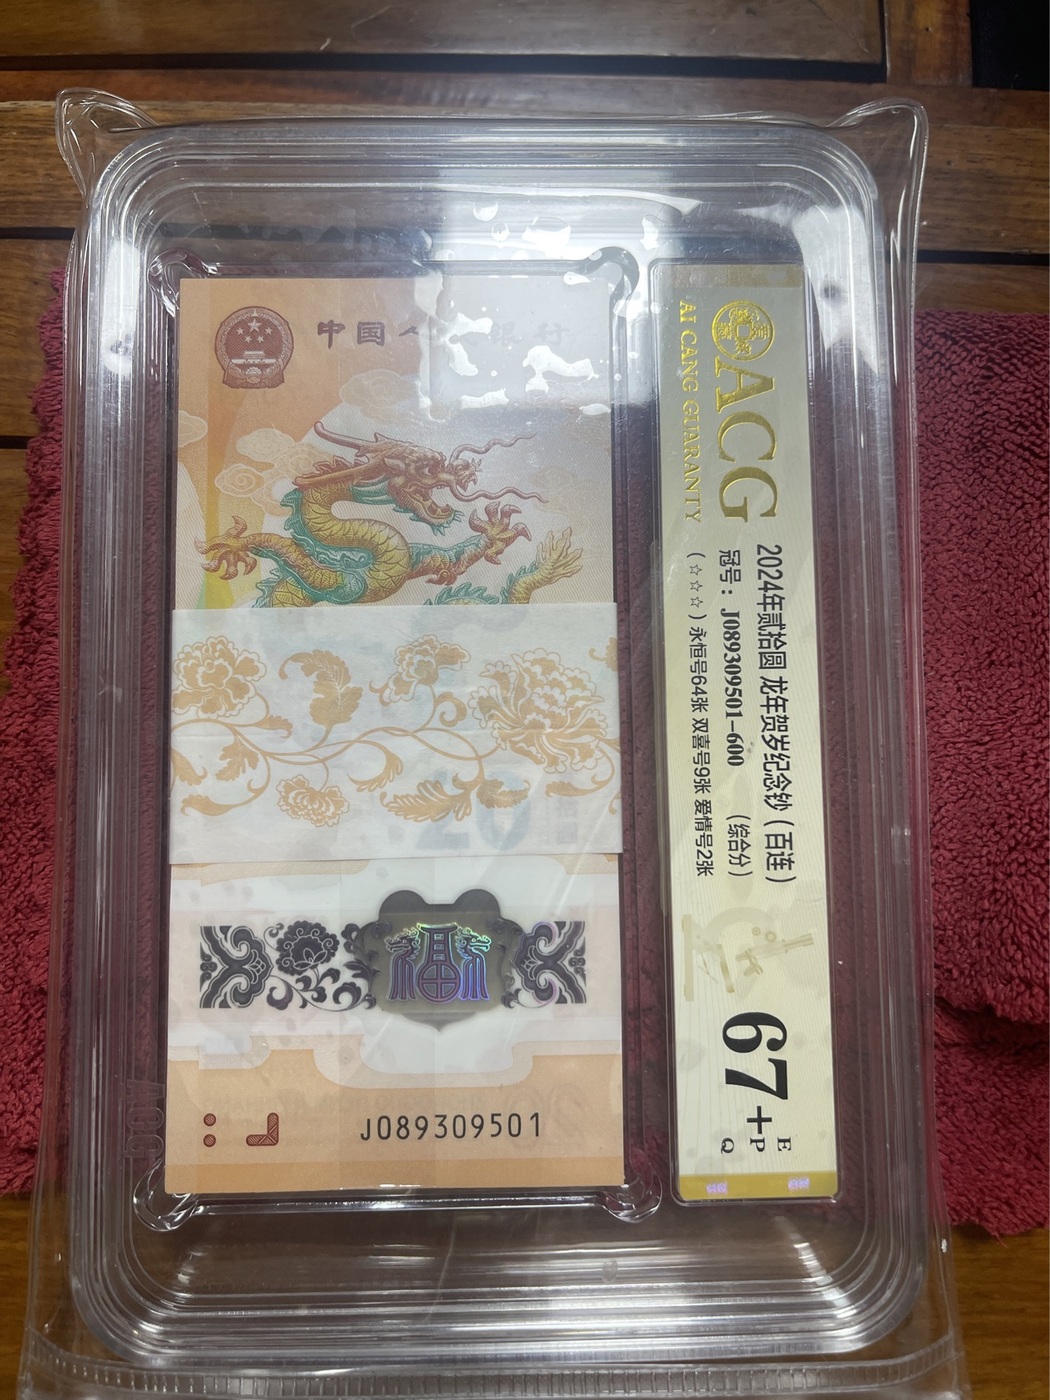 中国人 银行
福
20
J089309501
ACG
AI CANG GUARANTY
2024年贰拾圆 龙年贺岁纪念钞 (百连)
冠号: J089309501-600 (综合分)
(☆☆☆) 永恒号64张 双喜号9张 爱情号2张
67+
E
P
Q